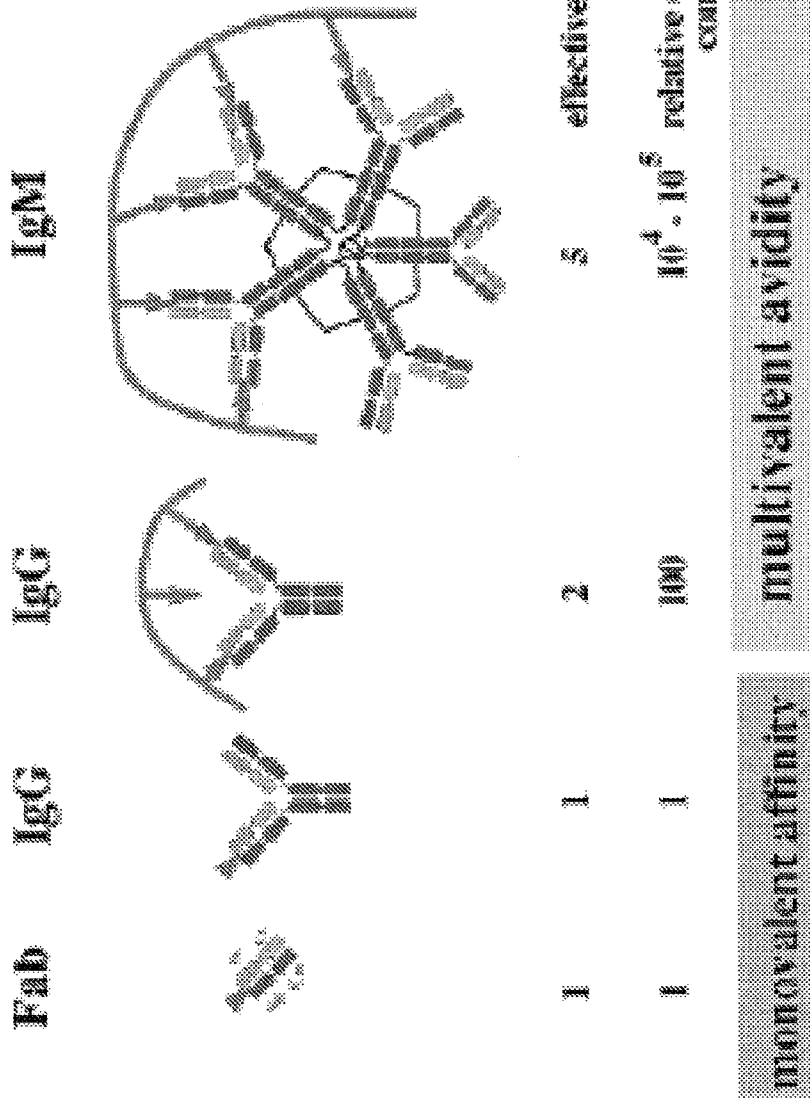 Fab IgG IgG IgM
1 1 2 5 effective
1 1 100 10⁴ - 10⁵ relative
monovalent affinity multivalent avidity